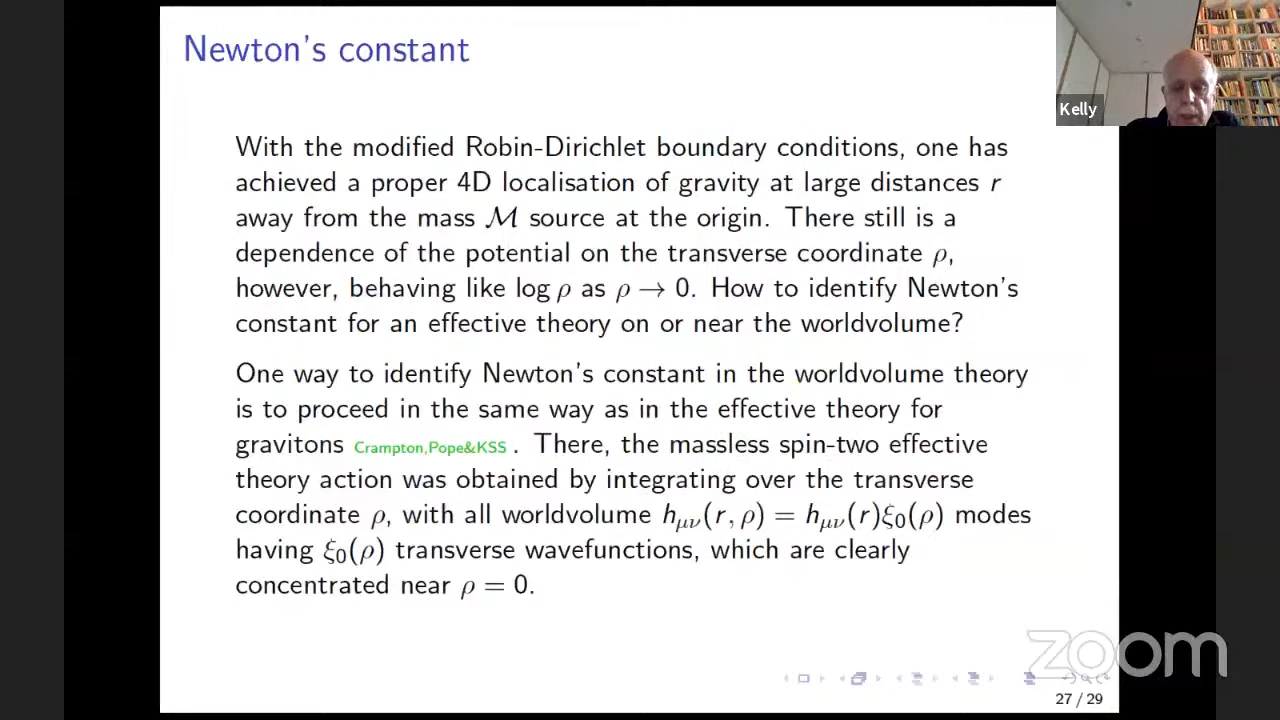 Newton's constant
Kelly
With the modified Robin-Dirichlet boundary conditions, one has
achieved a proper 4D localisation of gravity at large distances r
away from the mass ℳ source at the origin. There still is a
dependence of the potential on the transverse coordinate ρ,
however, behaving like log ρ as ρ → 0. How to identify Newton's
constant for an effective theory on or near the worldvolume?
One way to identify Newton's constant in the worldvolume theory
is to proceed in the same way as in the effective theory for
gravitons Crampton,Pope&KSS . There, the massless spin-two effective
theory action was obtained by integrating over the transverse
coordinate ρ, with all worldvolume hμν(r, ρ) = hμν(r)ξ₀(ρ) modes
having ξ₀(ρ) transverse wavefunctions, which are clearly
concentrated near ρ = 0.
zoom
27 / 29